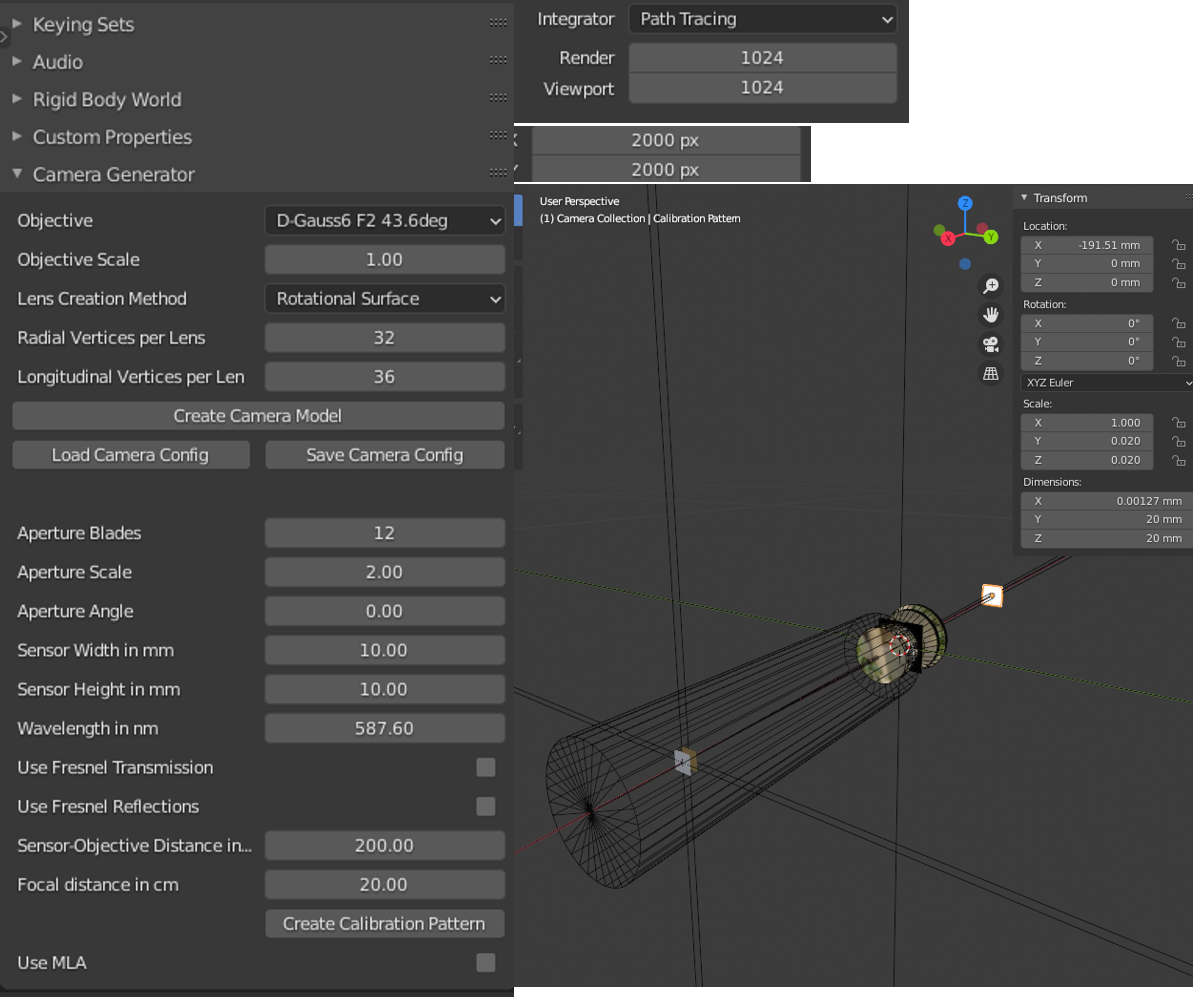 Keying Sets
Audio
Rigid Body World
Custom Properties
Camera Generator
Objective D-Gauss6 F2 43.6deg
Objective Scale 1.00
Lens Creation Method Rotational Surface
Radial Vertices per Lens 32
Longitudinal Vertices per Len 36
Create Camera Model
Load Camera Config Save Camera Config
Aperture Blades 12
Aperture Scale 2.00
Aperture Angle 0.00
Sensor Width in mm 10.00
Sensor Height in mm 10.00
Wavelength in nm 587.60
Use Fresnel Transmission
Use Fresnel Reflections
Sensor-Objective Distance in... 200.00
Focal distance in cm 20.00
Create Calibration Pattern
Use MLA
Integrator Path Tracing
Render 1024
Viewport 1024
2000 px
2000 px
User Perspective
(1) Camera Collection | Calibration Pattern
Z
X
Y
Transform
Location:
X -191.51 mm
Y 0 mm
Z 0 mm
Rotation:
X 0°
Y 0°
Z 0°
XYZ Euler
Scale:
X 1.000
Y 0.020
Z 0.020
Dimensions:
X 0.00127 mm
Y 20 mm
Z 20 mm